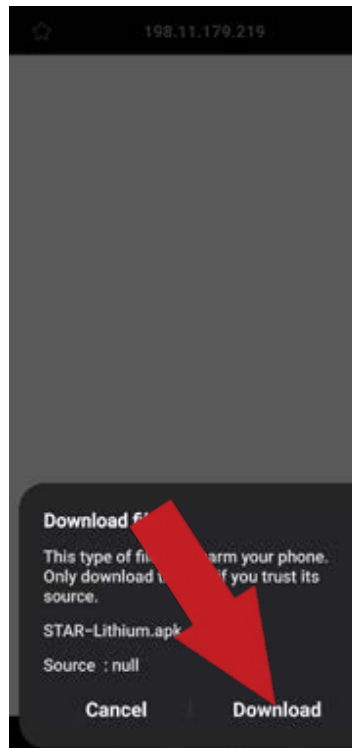 198.11.179.219
Download
This type of arm your phone.
Only download if you trust its
source.
STAR-Lithium.apk
Source : null
Cancel Download